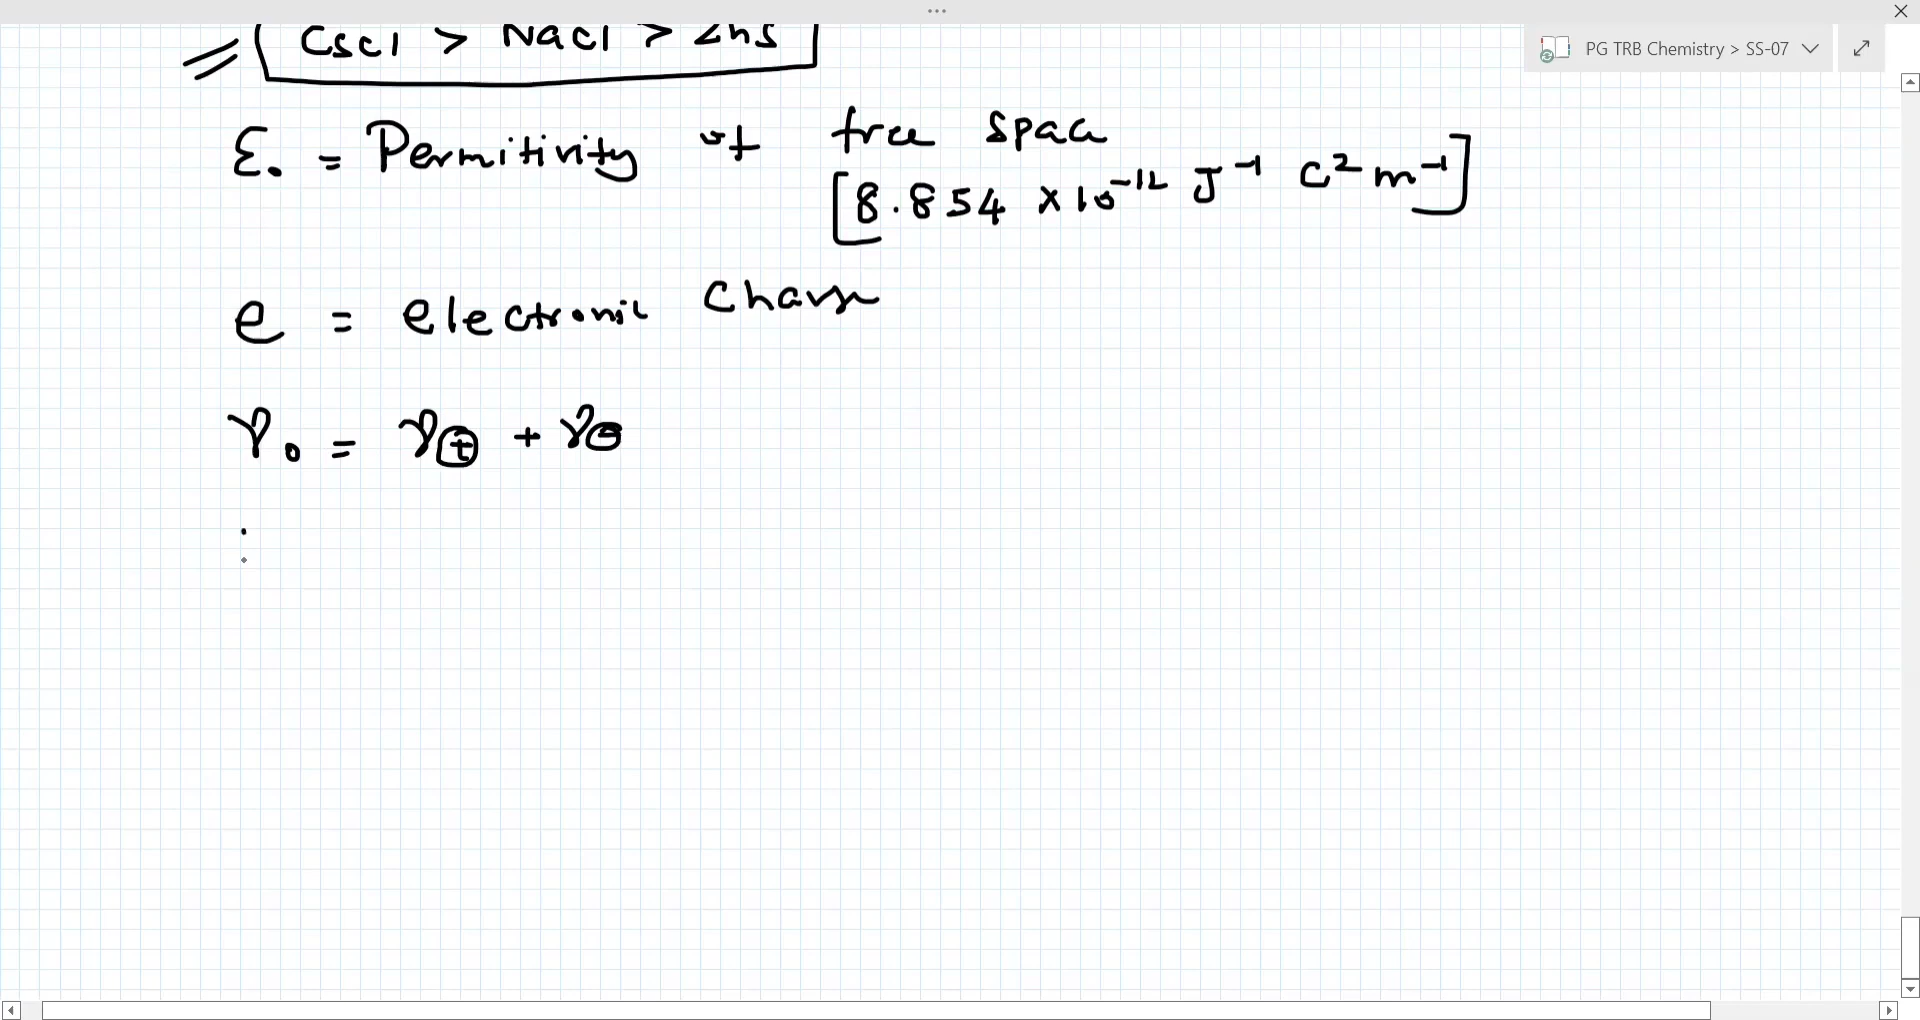 PG TRB Chemistry > SS-07
CsCl > NaCl > ZnS
ε₀ = Permitivity of free space
[8.854 × 10⁻¹² J⁻¹ C² m⁻¹]
e = electronic charge
r₀ = r⊕ + r⊖